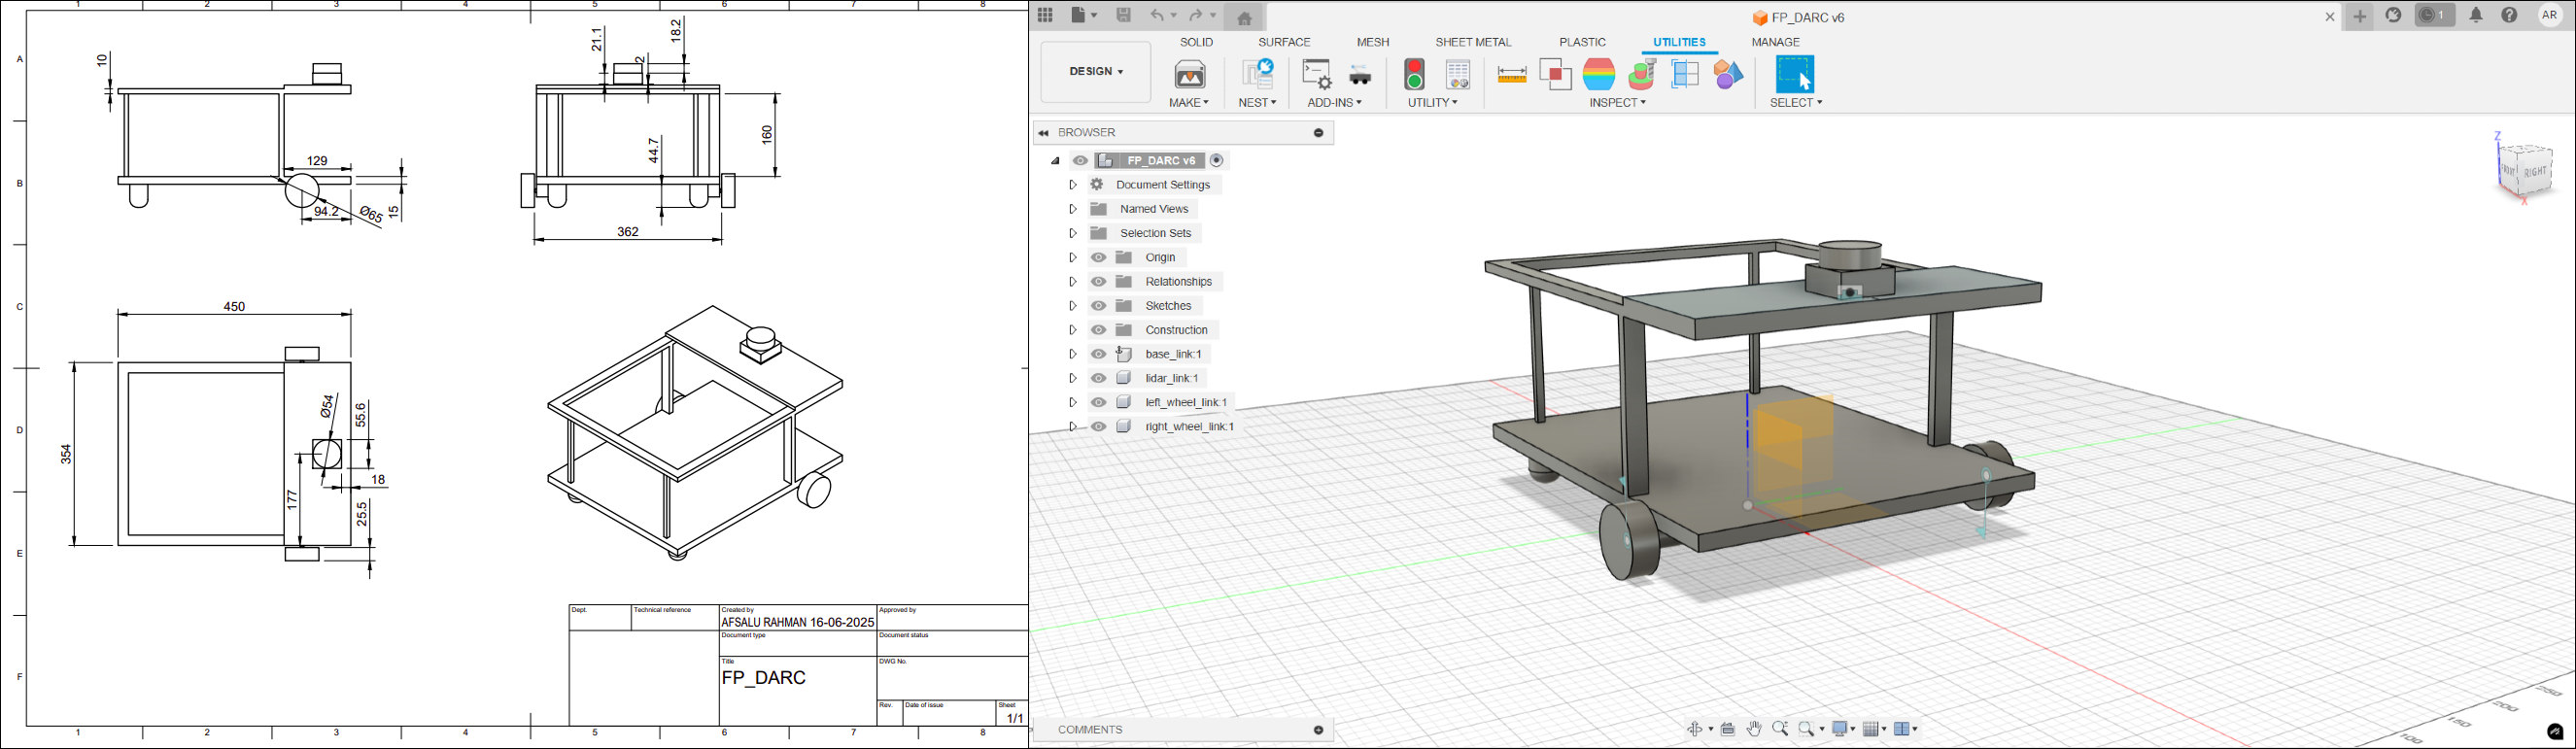 1 2 3 4 5 6 7 8
A
B
C
D
E
F
10
129
94.2
Ø65
15
21.1
2
18.2
160
44.7
362
450
354
Ø54
55.6
177
18
25.5
Dept.
Technical reference
Created by
Approved by
AFSALU RAHMAN 16-06-2025
Document type
Document status
Title
DWG No.
FP_DARC
Rev.
Date of issue
Sheet
1/1
1 2 3 4 5 6 7 8
FP_DARC v6
1
AR
SOLID SURFACE MESH SHEET METAL PLASTIC UTILITIES MANAGE
DESIGN
MAKE NEST ADD-INS UTILITY INSPECT SELECT
BROWSER
FP_DARC v6
Document Settings
Named Views
Selection Sets
Origin
Relationships
Sketches
Construction
base_link:1
lidar_link:1
left_wheel_link:1
right_wheel_link:1
Z
RIGHT
X
250
200
150
100
COMMENTS